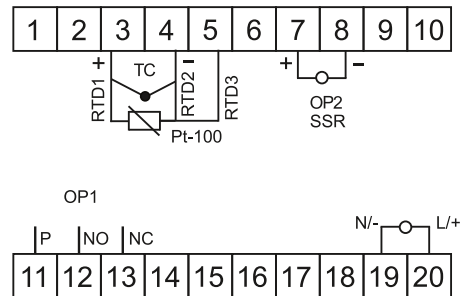 1 2 3 4 5 6 7 8 9 10
+ TC - + -
RTD1 RTD2 RTD3
OP2
SSR
Pt-100
OP1
N/- L/+
P NO NC
11 12 13 14 15 16 17 18 19 20